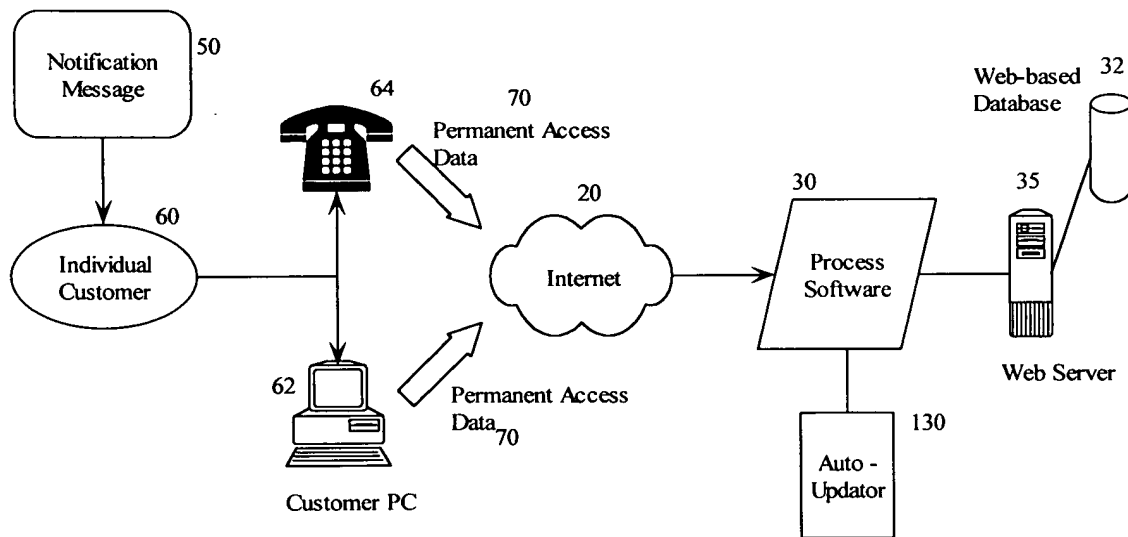 50
Notification
Message
64
70
Permanent Access
Data
Web-based
Database
32
60
Individual
Customer
20
Internet
30
Process
Software
35
Web Server
62
Permanent Access
Data 70
Customer PC
130
Auto -
Updator